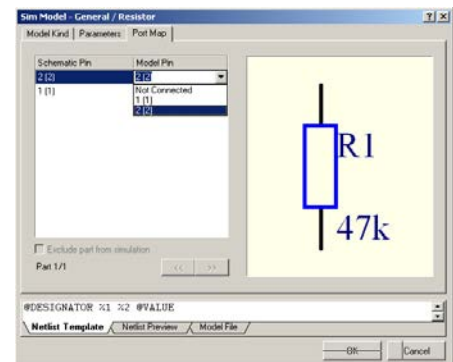 Sim Model - General / Resistor
Model Kind
Parameters
Port Map
Schematic Pin
Model Pin
2 (2)
2 (2)
1 (1)
Not Connected
1 (1)
2 (2)
R1
47k
Exclude part from simulation
Part 1/1
<<
>>
@DESIGNATOR %1 %2 @VALUE
Netlist Template
Netlist Preview
Model File
OK
Cancel